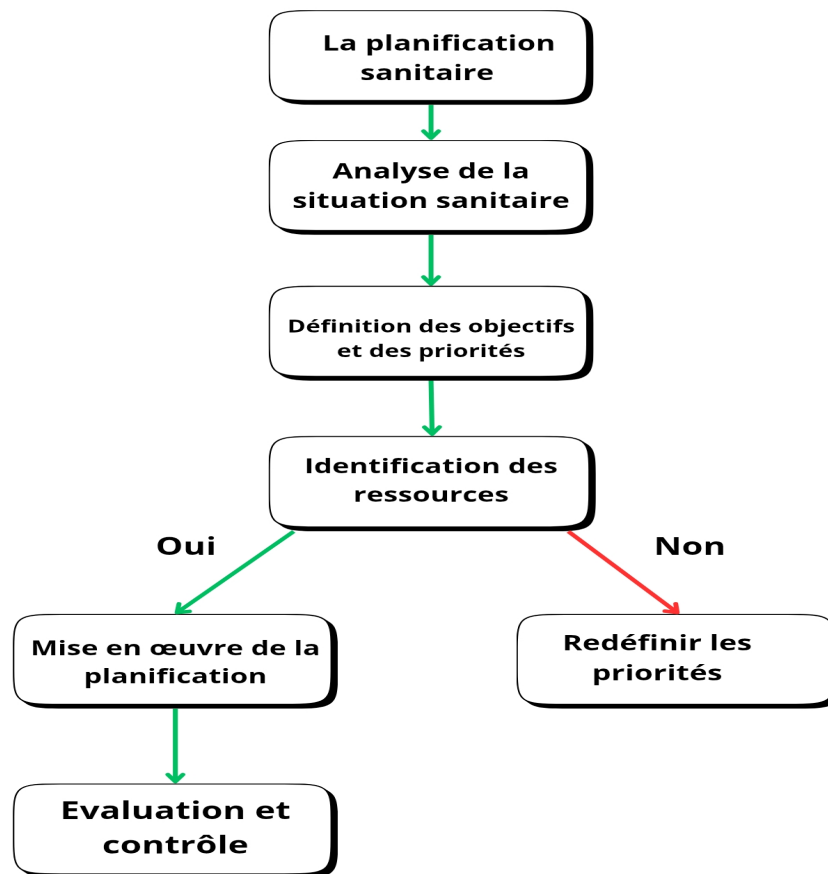 La planification
sanitaire
Analyse de la
situation sanitaire
Définition des objectifs
et des priorités
Identification des
ressources
Oui
Non
Mise en œuvre de la
planification
Redéfinir les
priorités
Evaluation et
contrôle